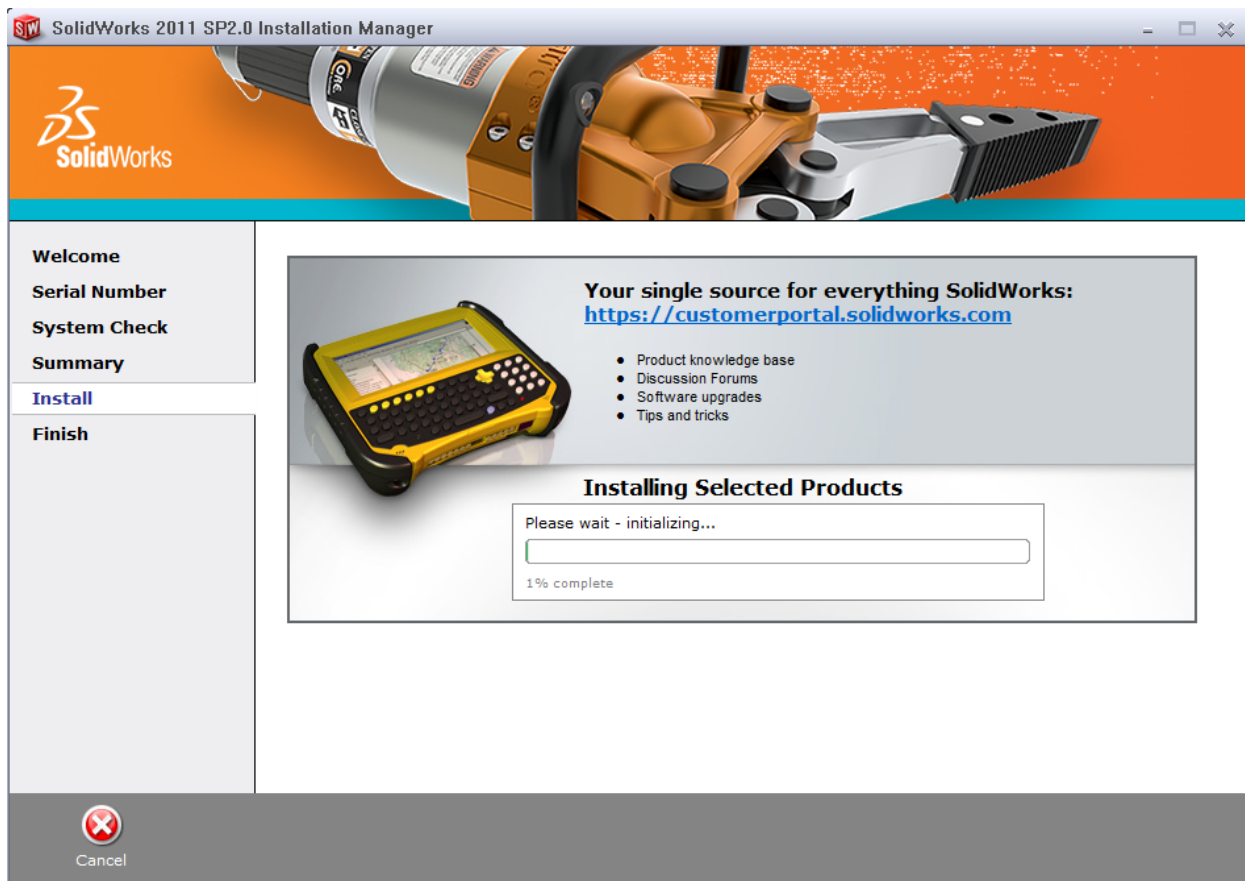 SolidWorks 2011 SP2.0 Installation Manager
WARNING
CORE
SolidWorks
Welcome
Serial Number
System Check
Summary
Install
Finish
Your single source for everything SolidWorks:
https://customerportal.solidworks.com
Product knowledge base
Discussion Forums
Software upgrades
Tips and tricks
Installing Selected Products
Please wait - initializing...
1% complete
Cancel